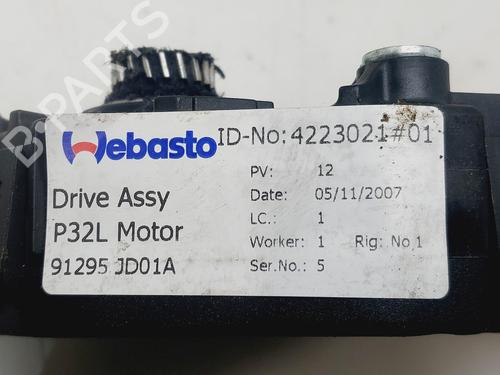 Webasto
ID-No:4223021#01
Drive Assy
P32L Motor
91295 JD01A
PV: 12
Date: 05/11/2007
LC.: 1
Worker: 1 Rig: No.1
Ser.No.: 5
B-PARTS